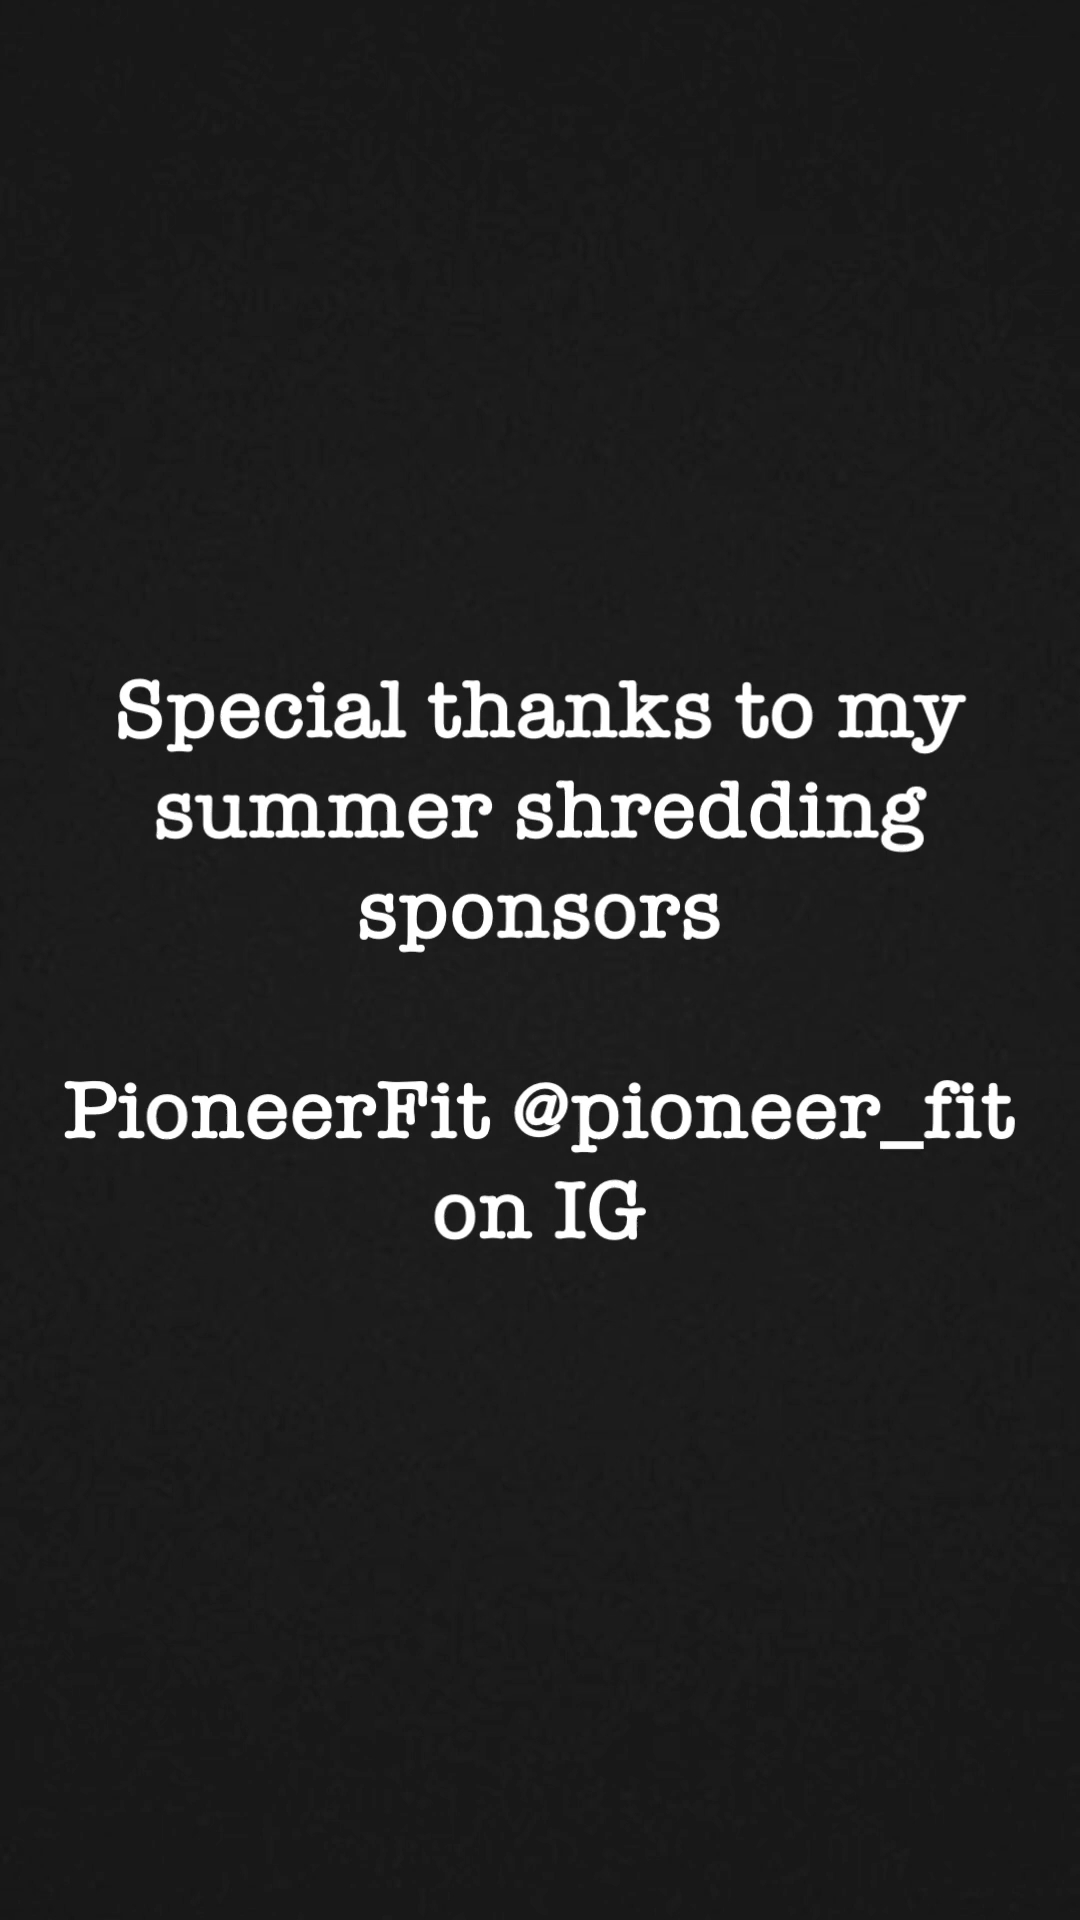 Special thanks to my
summer shredding
sponsors
PioneerFit @pioneer_fit
on IG